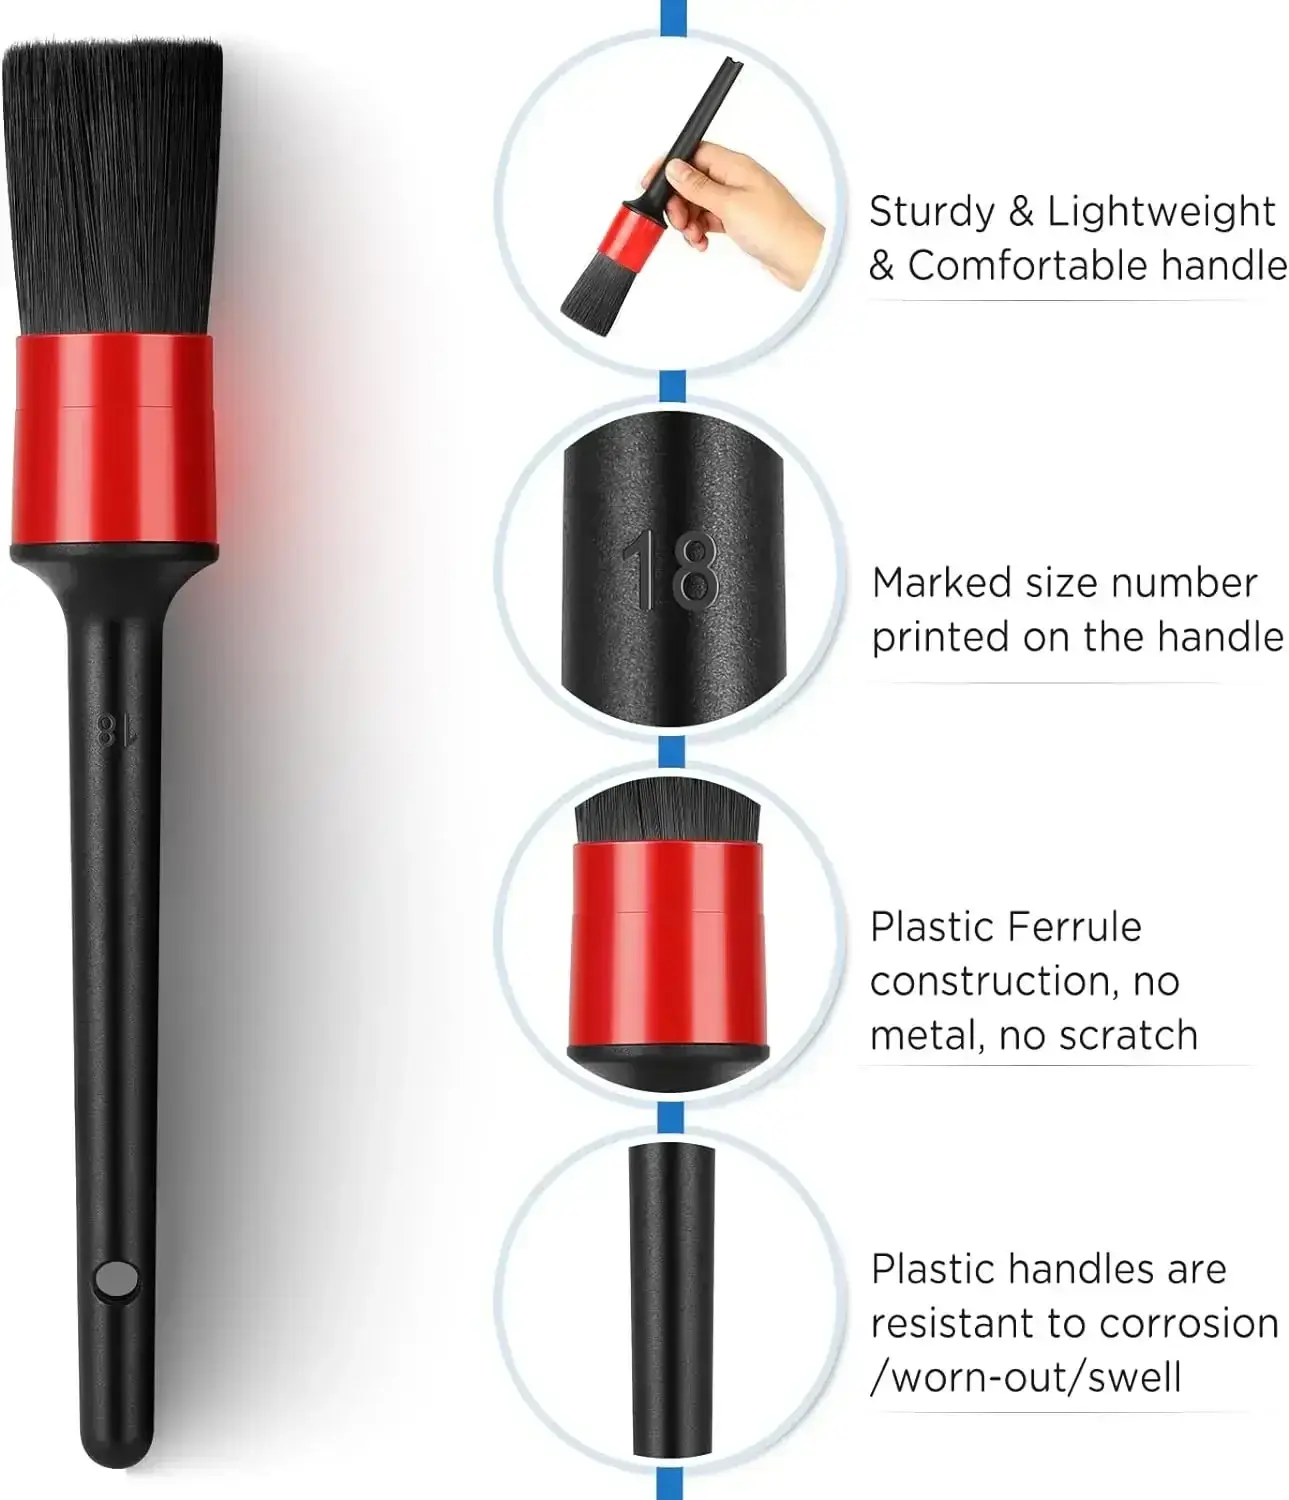 Sturdy & Lightweight
& Comfortable handle
18
Marked size number
printed on the handle
18
Plastic Ferrule
construction, no
metal, no scratch
Plastic handles are
resistant to corrosion
/worn-out/swell